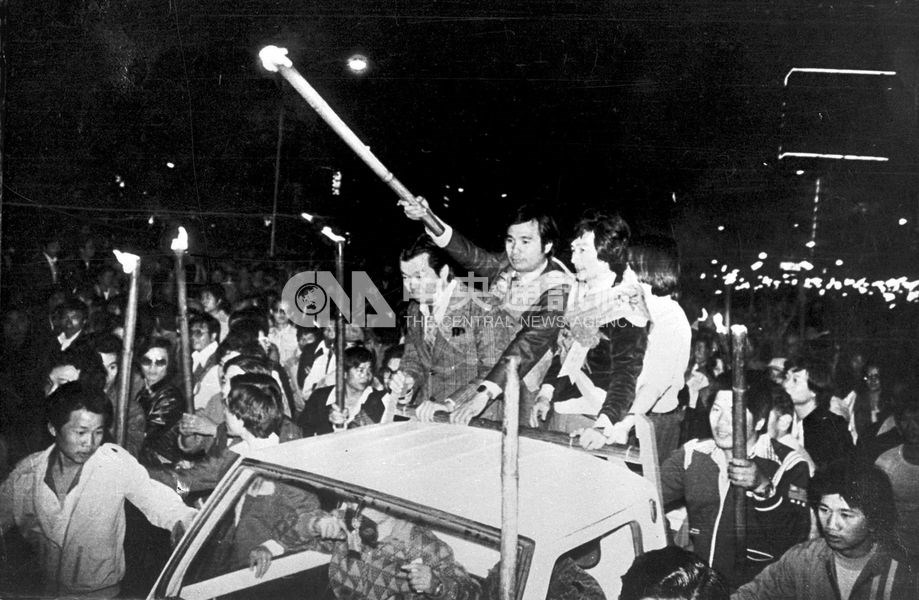 CNA 中央通訊社
THE CENTRAL NEWS AGENCY